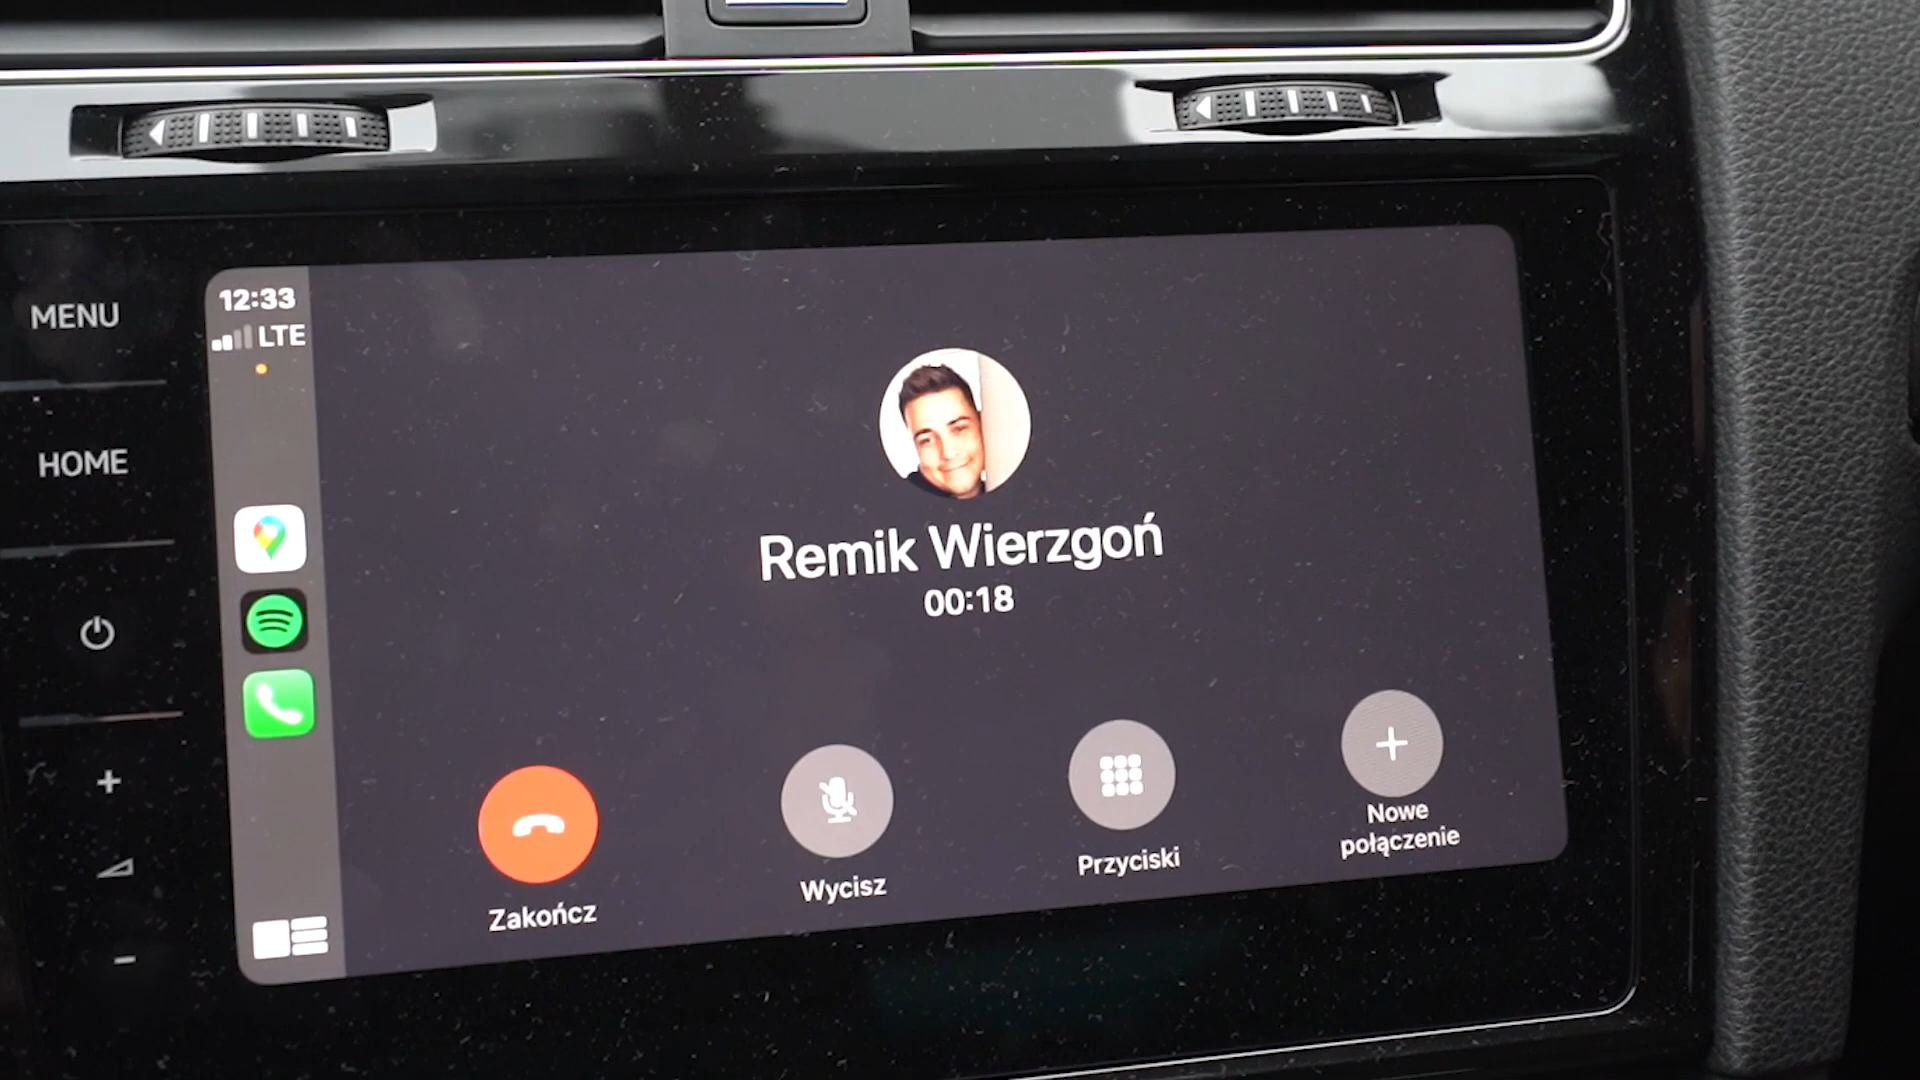 MENU
HOME
12:33
LTE
Remik Wierzgoń
00:18
Zakończ
Wycisz
Przyciski
Nowe
połączenie